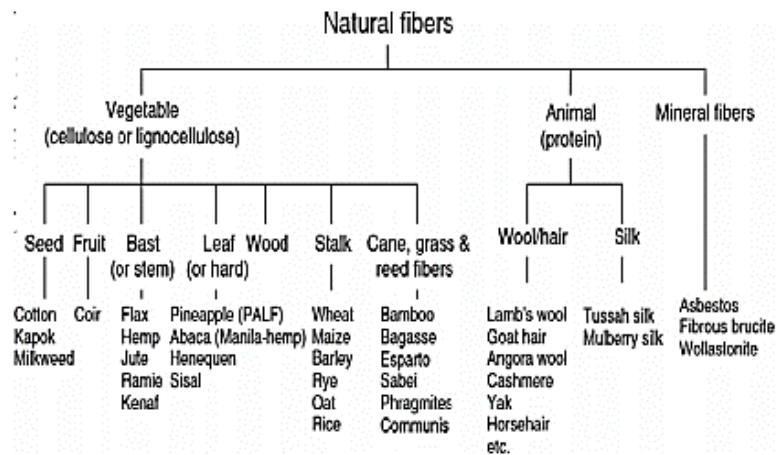 Natural fibers
Vegetable
(cellulose or lignocellulose)
Animal
(protein)
Mineral fibers
Seed
Fruit
Bast
(or stem)
Leaf
(or hard)
Wood
Stalk
Cane, grass &
reed fibers
Wool/hair
Silk
Cotton
Kapok
Milkweed
Coir
Flax
Hemp
Jute
Ramie
Kenaf
Pineapple (PALF)
Abaca (Manila-hemp)
Henequen
Sisal
Wheat
Maize
Barley
Rye
Oat
Rice
Bamboo
Bagasse
Esparto
Sabei
Phragmites
Communis
Lamb's wool
Goat hair
Angora wool
Cashmere
Yak
Horsehair
etc.
Tussah silk
Mulberry silk
Asbestos
Fibrous brucite
Wollastonite